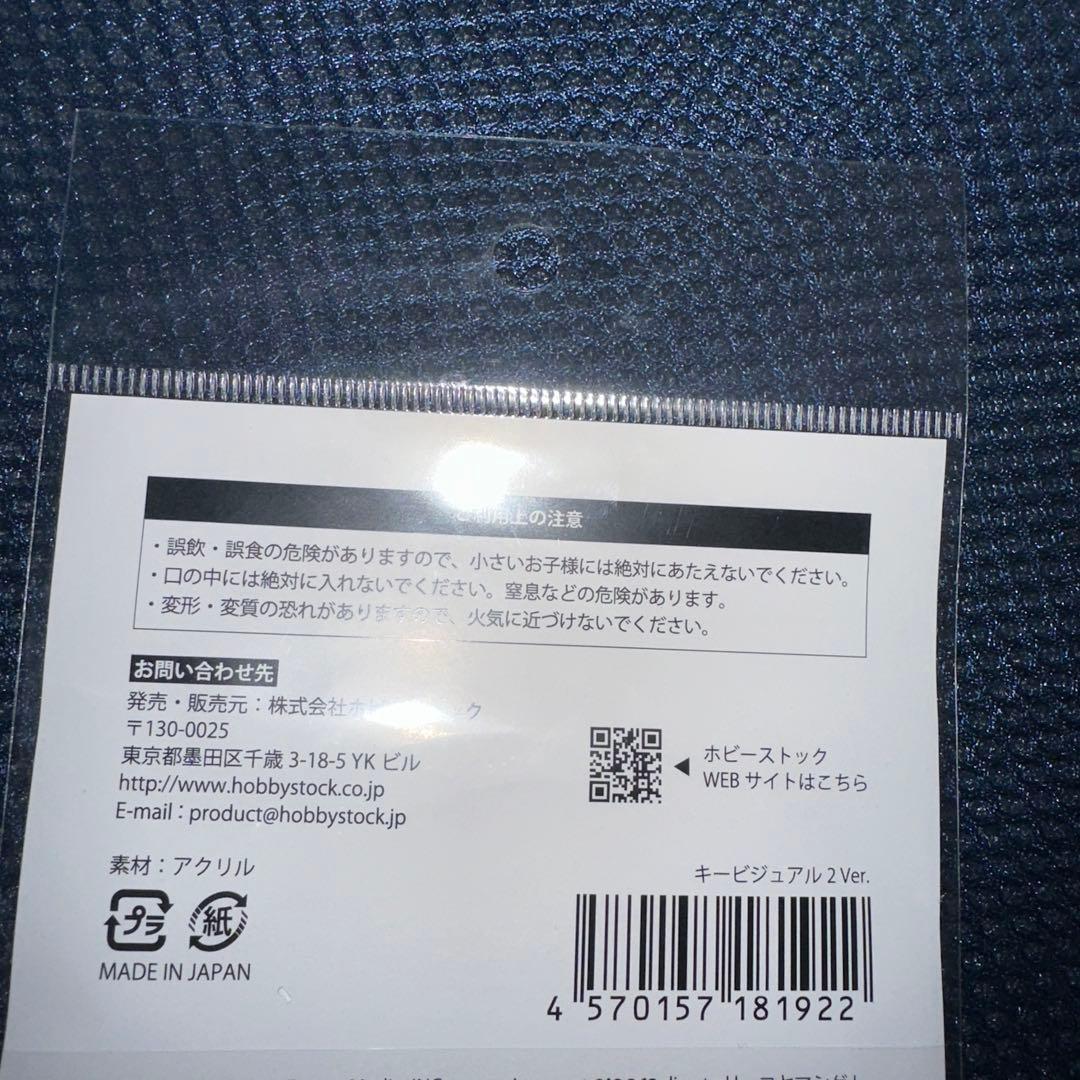 ご利用上の注意
・誤飲・誤食の危険がありますので、小さいお子様には絶対にあたえないでください。
・口の中には絶対に入れないでください。窒息などの危険があります。
・変形・変質の恐れがありますので、火気に近づけないでください。
お問い合わせ先
発売・販売元：株式会社ホビーストック
〒130-0025
東京都墨田区千歳 3-18-5 YK ビル
http://www.hobbystock.co.jp
E-mail：product@hobbystock.jp
ホビーストック
WEB サイトはこちら
素材：アクリル
プラ
紙
MADE IN JAPAN
キービジュアル 2 Ver.
4 570157 181922